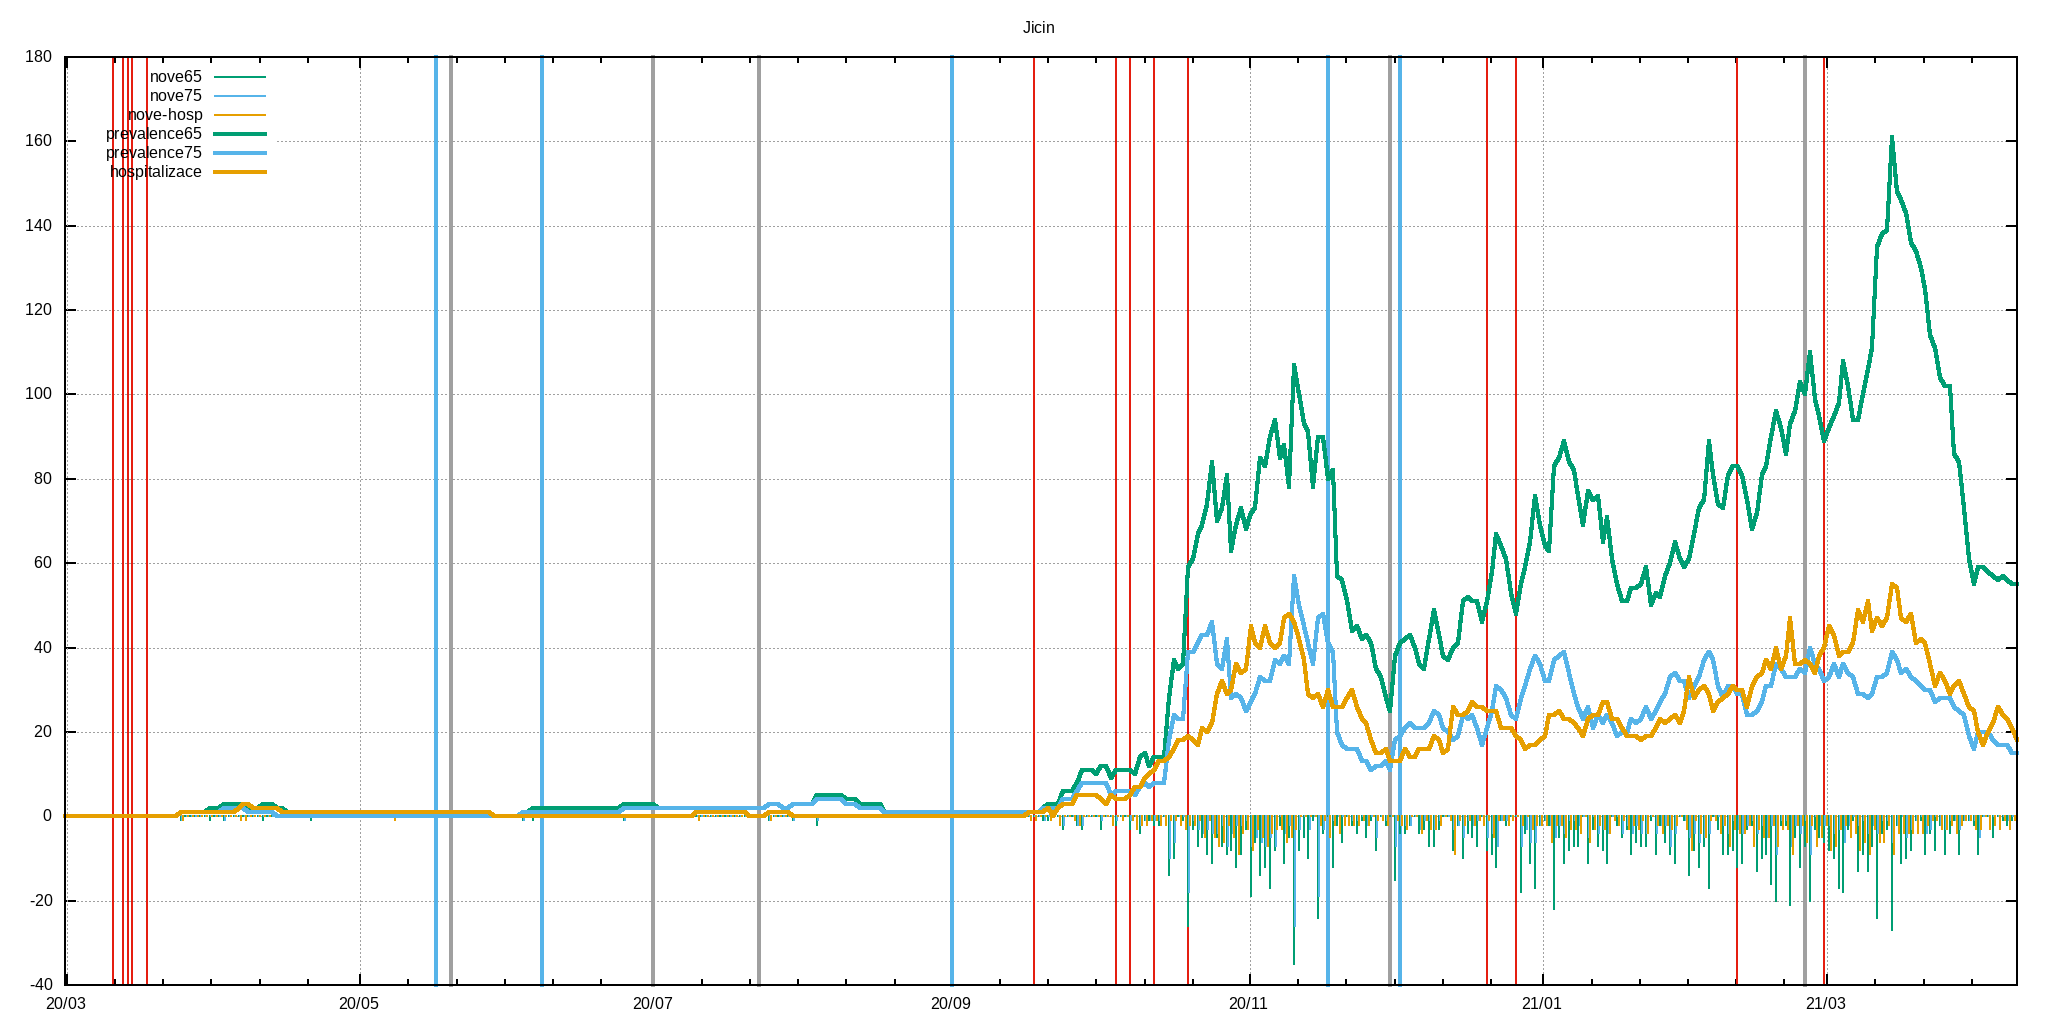 Jicin
180
160
140
120
100
80
60
40
20
0
-20
-40
nove65
nove75
nove-hosp
prevalence65
prevalence75
hospitalizace
20/03 20/05 20/07 20/09 20/11 21/01 21/03